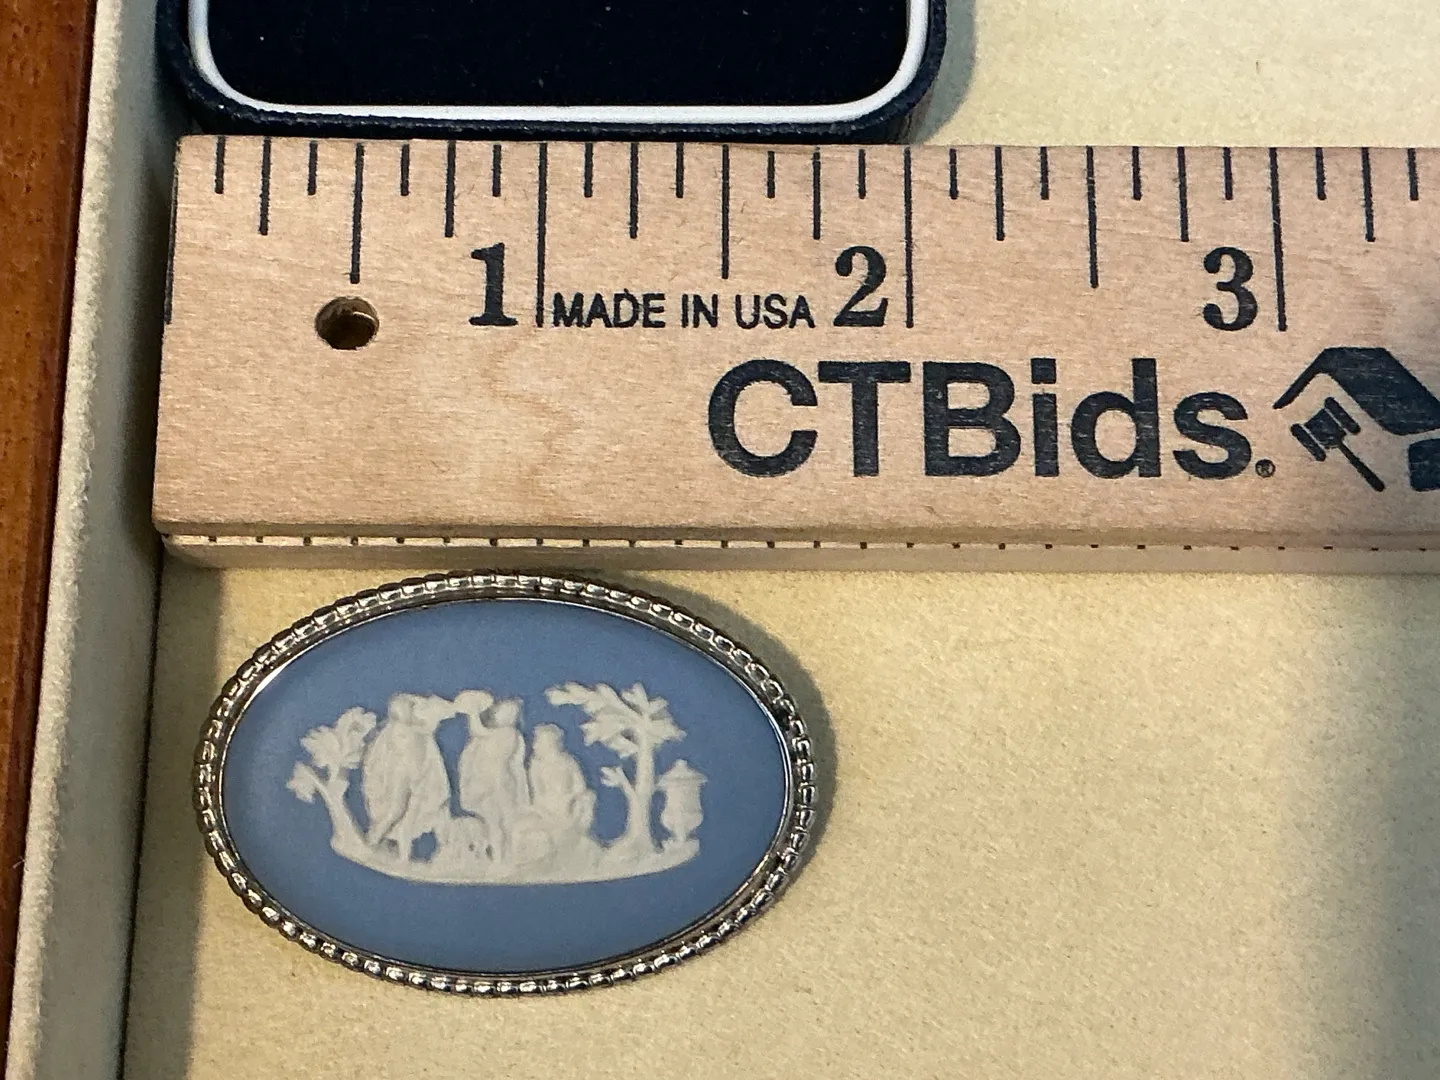 1 2 3
MADE IN USA
CTBids.®